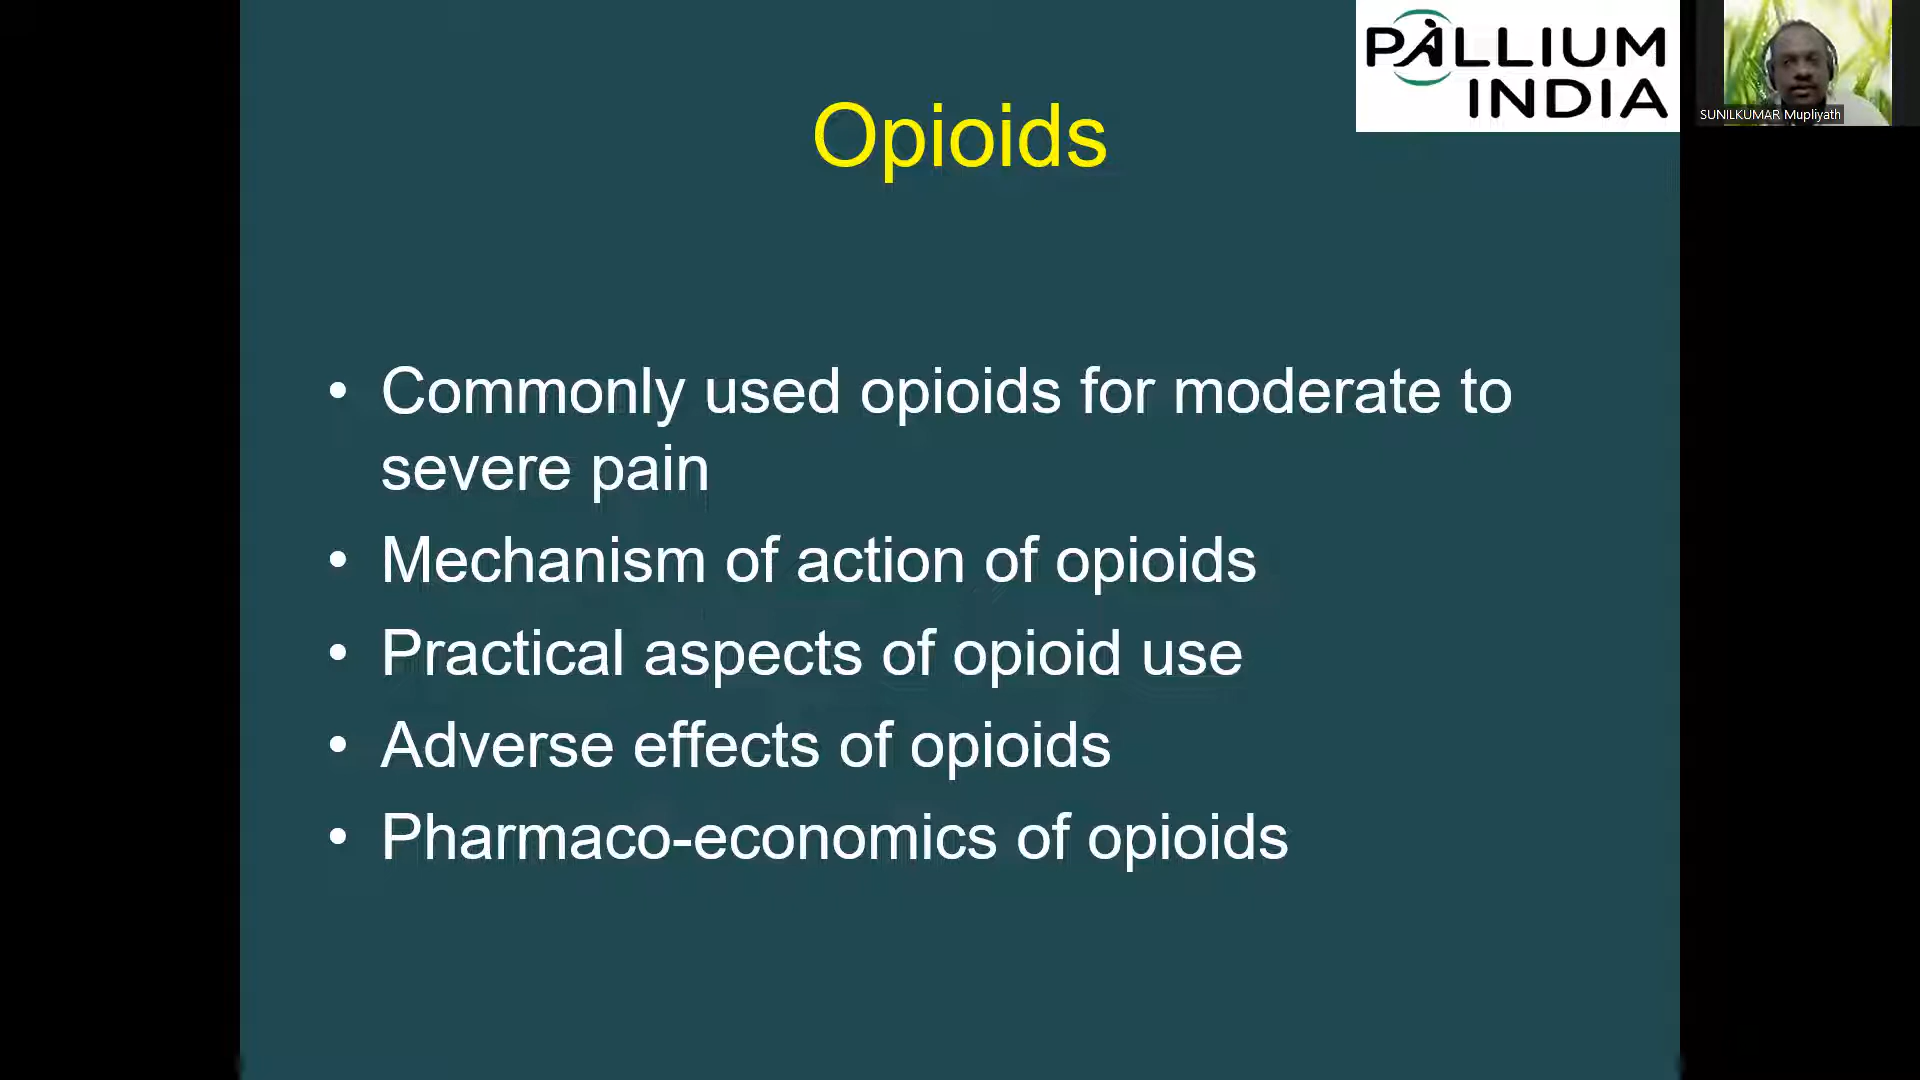 PALLIUM
INDIA
SUNILKUMAR Mupliyath
Opioids
• Commonly used opioids for moderate to
severe pain
• Mechanism of action of opioids
• Practical aspects of opioid use
• Adverse effects of opioids
• Pharmaco-economics of opioids